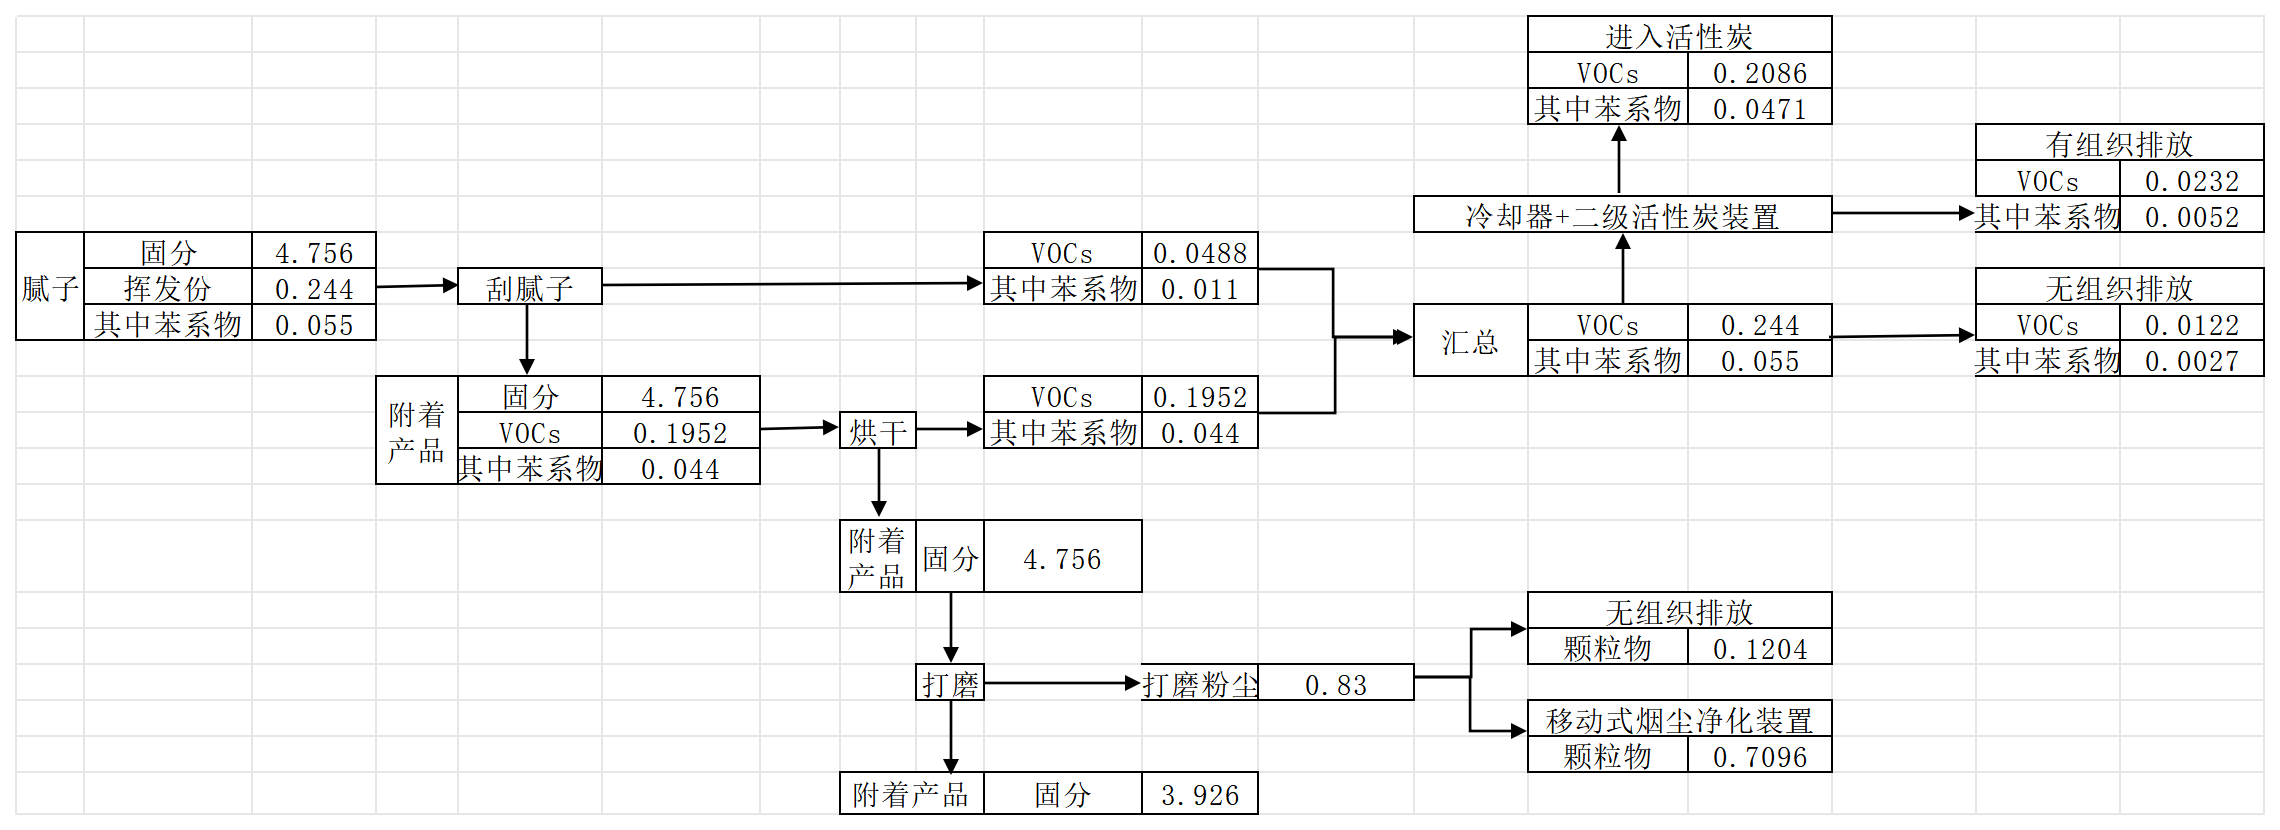 进入活性炭
VOCs 0.2086
其中苯系物 0.0471
有组织排放
VOCs 0.0232
其中苯系物 0.0052
冷却器+二级活性炭装置
腻子
固分 4.756
挥发份 0.244
其中苯系物 0.055
刮腻子
VOCs 0.0488
其中苯系物 0.011
汇总
VOCs 0.244
其中苯系物 0.055
无组织排放
VOCs 0.0122
其中苯系物 0.0027
附着
产品
固分 4.756
VOCs 0.1952
其中苯系物 0.044
烘干
VOCs 0.1952
其中苯系物 0.044
附着
产品
固分 4.756
打磨
打磨粉尘 0.83
无组织排放
颗粒物 0.1204
移动式烟尘净化装置
颗粒物 0.7096
附着产品 固分 3.926